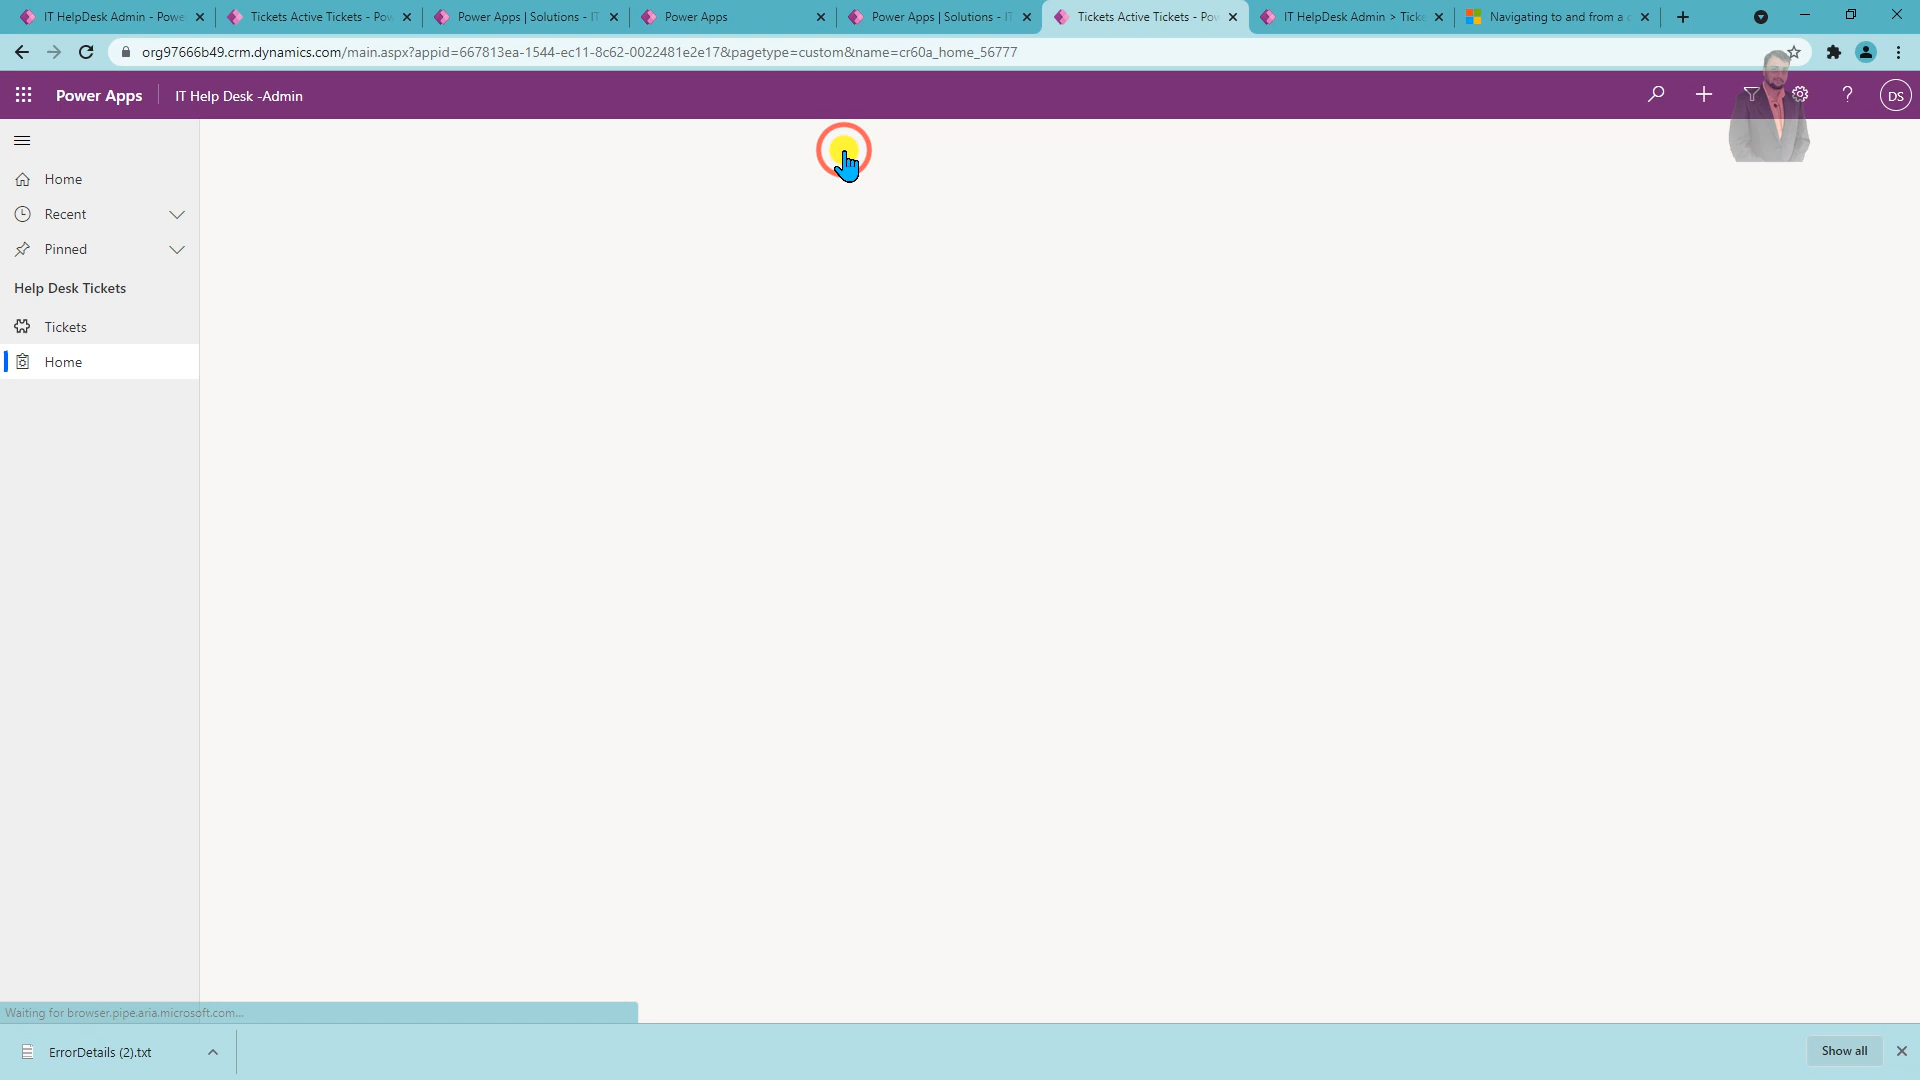 IT HelpDesk Admin - Powe
Tickets Active Tickets - Pow
Power Apps | Solutions - IT
Power Apps
Power Apps | Solutions - IT
Tickets Active Tickets - Pow
IT HelpDesk Admin > Ticke
Navigating to and from a c
org97666b49.crm.dynamics.com/main.aspx?appid=667813ea-1544-ec11-8c62-0022481e2e17&pagetype=custom&name=cr60a_home_56777
Power Apps
IT Help Desk -Admin
DS
Home
Recent
Pinned
Help Desk Tickets
Tickets
Home
Waiting for browser.pipe.aria.microsoft.com...
ErrorDetails (2).txt
Show all